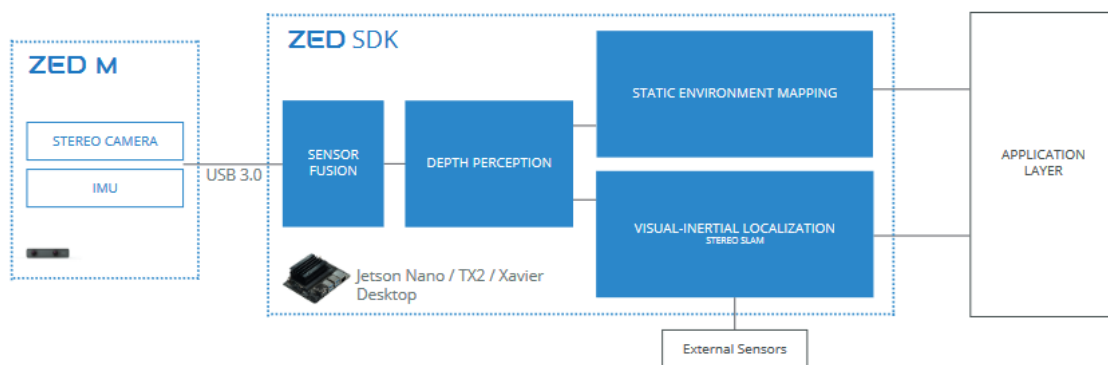 ZED M
STEREO CAMERA
IMU
USB 3.0
ZED SDK
SENSOR
FUSION
DEPTH PERCEPTION
STATIC ENVIRONMENT MAPPING
VISUAL-INERTIAL LOCALIZATION
STEREO SLAM
Jetson Nano / TX2 / Xavier
Desktop
External Sensors
APPLICATION
LAYER